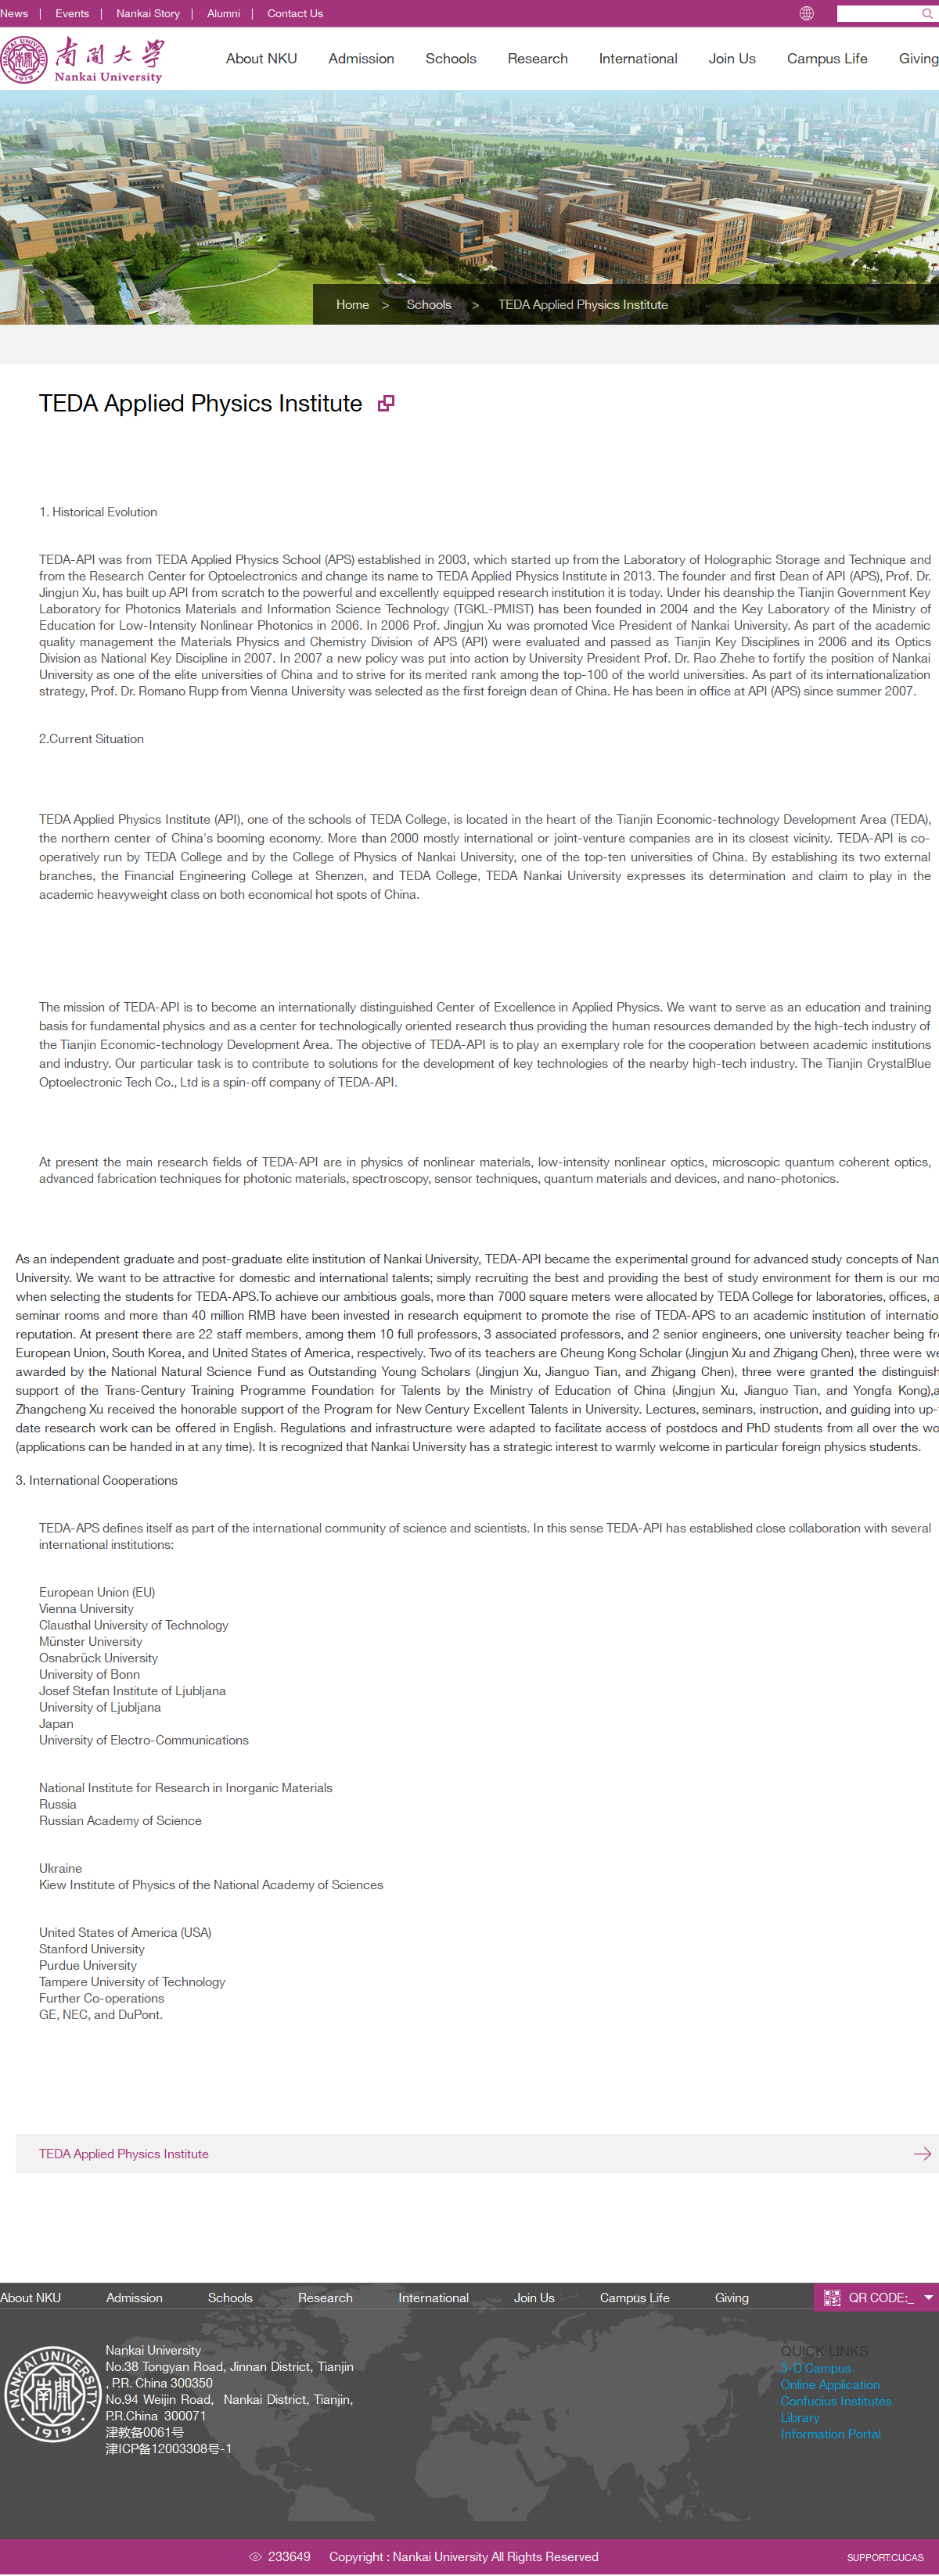 News | Events | Nankai Story | Alumni | Contact Us
南開大學
Nankai University
NANKAI UNIVERSITY
1919
About NKU Admission Schools Research International Join Us Campus Life Giving
Home > Schools > TEDA Applied Physics Institute
TEDA Applied Physics Institute
1. Historical Evolution
TEDA-API was from TEDA Applied Physics School (APS) established in 2003, which started up from the Laboratory of Holographic Storage and Technique and
from the Research Center for Optoelectronics and change its name to TEDA Applied Physics Institute in 2013. The founder and first Dean of API (APS), Prof. Dr.
Jingjun Xu, has built up API from scratch to the powerful and excellently equipped research institution it is today. Under his deanship the Tianjin Government Key
Laboratory for Photonics Materials and Information Science Technology (TGKL-PMIST) has been founded in 2004 and the Key Laboratory of the Ministry of
Education for Low-Intensity Nonlinear Photonics in 2006. In 2006 Prof. Jingjun Xu was promoted Vice President of Nankai University. As part of the academic
quality management the Materials Physics and Chemistry Division of APS (API) were evaluated and passed as Tianjin Key Disciplines in 2006 and its Optics
Division as National Key Discipline in 2007. In 2007 a new policy was put into action by University President Prof. Dr. Rao Zhehe to fortify the position of Nankai
University as one of the elite universities of China and to strive for its merited rank among the top-100 of the world universities. As part of its internationalization
strategy, Prof. Dr. Romano Rupp from Vienna University was selected as the first foreign dean of China. He has been in office at API (APS) since summer 2007.
2.Current Situation
TEDA Applied Physics Institute (API), one of the schools of TEDA College, is located in the heart of the Tianjin Economic-technology Development Area (TEDA),
the northern center of China's booming economy. More than 2000 mostly international or joint-venture companies are in its closest vicinity. TEDA-API is co-
operatively run by TEDA College and by the College of Physics of Nankai University, one of the top-ten universities of China. By establishing its two external
branches, the Financial Engineering College at Shenzen, and TEDA College, TEDA Nankai University expresses its determination and claim to play in the
academic heavyweight class on both economical hot spots of China.
The mission of TEDA-API is to become an internationally distinguished Center of Excellence in Applied Physics. We want to serve as an education and training
basis for fundamental physics and as a center for technologically oriented research thus providing the human resources demanded by the high-tech industry of
the Tianjin Economic-technology Development Area. The objective of TEDA-API is to play an exemplary role for the cooperation between academic institutions
and industry. Our particular task is to contribute to solutions for the development of key technologies of the nearby high-tech industry. The Tianjin CrystalBlue
Optoelectronic Tech Co., Ltd is a spin-off company of TEDA-API.
At present the main research fields of TEDA-API are in physics of nonlinear materials, low-intensity nonlinear optics, microscopic quantum coherent optics,
advanced fabrication techniques for photonic materials, spectroscopy, sensor techniques, quantum materials and devices, and nano-photonics.
As an independent graduate and post-graduate elite institution of Nankai University, TEDA-API became the experimental ground for advanced study concepts of Nan
University. We want to be attractive for domestic and international talents; simply recruiting the best and providing the best of study environment for them is our mo
when selecting the students for TEDA-APS.To achieve our ambitious goals, more than 7000 square meters were allocated by TEDA College for laboratories, offices, a
seminar rooms and more than 40 million RMB have been invested in research equipment to promote the rise of TEDA-APS to an academic institution of internatio
reputation. At present there are 22 staff members, among them 10 full professors, 3 associated professors, and 2 senior engineers, one university teacher being fr
European Union, South Korea, and United States of America, respectively. Two of its teachers are Cheung Kong Scholar (Jingjun Xu and Zhigang Chen), three were we
awarded by the National Natural Science Fund as Outstanding Young Scholars (Jingjun Xu, Jianguo Tian, and Zhigang Chen), three were granted the distinguish
support of the Trans-Century Training Programme Foundation for Talents by the Ministry of Education of China (Jingjun Xu, Jianguo Tian, and Yongfa Kong),a
Zhangcheng Xu received the honorable support of the Program for New Century Excellent Talents in University. Lectures, seminars, instruction, and guiding into up-
date research work can be offered in English. Regulations and infrastructure were adapted to facilitate access of postdocs and PhD students from all over the wo
(applications can be handed in at any time). It is recognized that Nankai University has a strategic interest to warmly welcome in particular foreign physics students.
3. International Cooperations
TEDA-APS defines itself as part of the international community of science and scientists. In this sense TEDA-API has established close collaboration with several
international institutions:
European Union (EU)
Vienna University
Clausthal University of Technology
Münster University
Osnabrück University
University of Bonn
Josef Stefan Institute of Ljubljana
University of Ljubljana
Japan
University of Electro-Communications
National Institute for Research in Inorganic Materials
Russia
Russian Academy of Science
Ukraine
Kiew Institute of Physics of the National Academy of Sciences
United States of America (USA)
Stanford University
Purdue University
Tampere University of Technology
Further Co-operations
GE, NEC, and DuPont.
TEDA Applied Physics Institute
About NKU Admission Schools Research International Join Us Campus Life Giving QR CODE:_
NANKAI UNIVERSITY
1919
Nankai University
No.38 Tongyan Road, Jinnan District, Tianjin
, P.R. China 300350
No.94 Weijin Road, Nankai District, Tianjin,
P.R.China 300071
津教备0061号
津ICP备12003308号-1
QUICK LINKS
3-D Campus
Online Application
Confucius Institutes
Library
Information Portal
233649 Copyright : Nankai University All Rights Reserved
SUPPORT:CUCAS